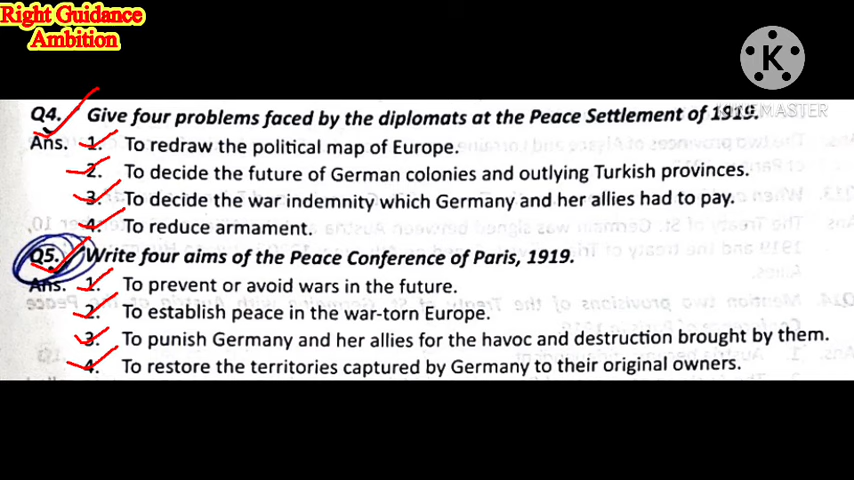 Right Guidance
Ambition
K
KINEMASTER
Q4. Give four problems faced by the diplomats at the Peace Settlement of 1919.
Ans. 1. To redraw the political map of Europe.
2. To decide the future of German colonies and outlying Turkish provinces.
3. To decide the war indemnity which Germany and her allies had to pay.
4. To reduce armament.
Q5. Write four aims of the Peace Conference of Paris, 1919.
Ans. 1. To prevent or avoid wars in the future.
2. To establish peace in the war-torn Europe.
3. To punish Germany and her allies for the havoc and destruction brought by them.
4. To restore the territories captured by Germany to their original owners.